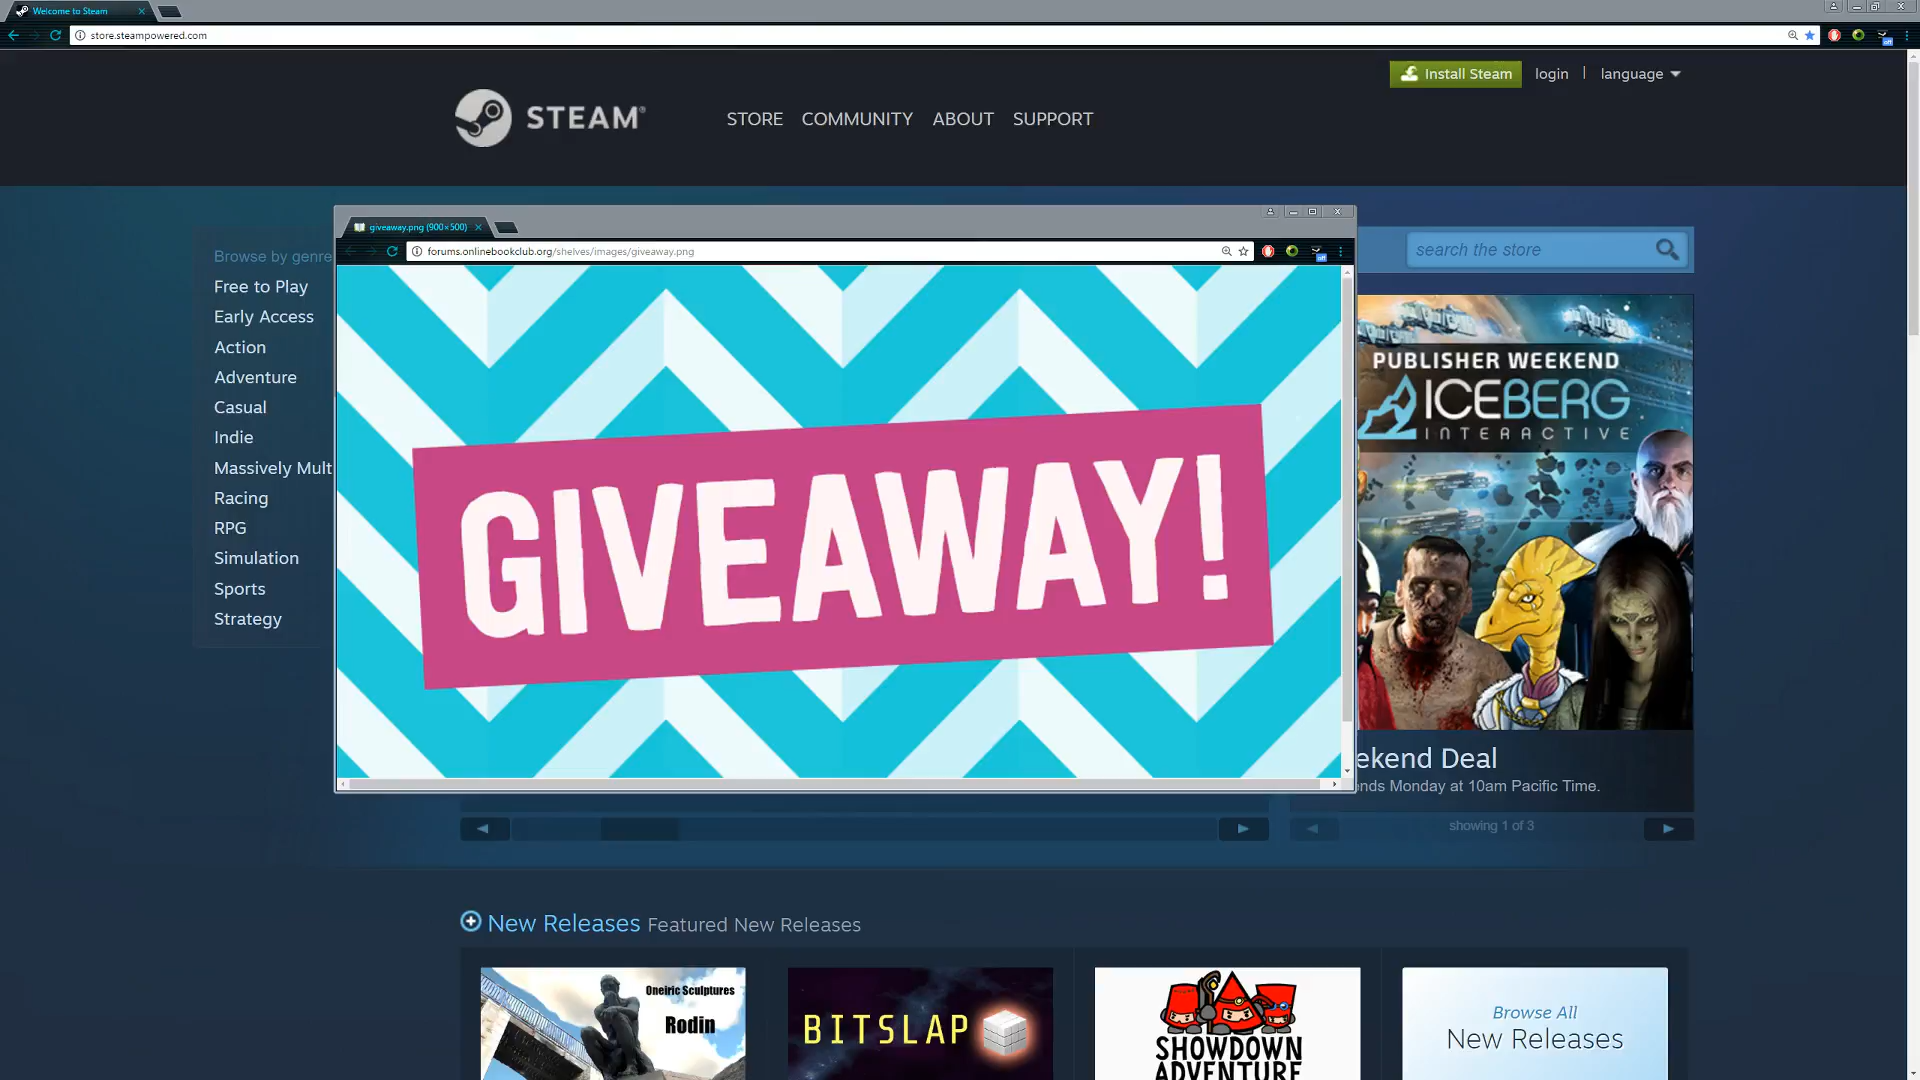 Welcome to Steam
store.steampowered.com
Install Steam
login
language
STEAM®
STORE
COMMUNITY
ABOUT
SUPPORT
giveaway.png (900×500)
forums.onlinebookclub.org/shelves/images/giveaway.png
off
off
Browse by genre
Free to Play
Early Access
Action
Adventure
Casual
Indie
Massively Mult
Racing
RPG
Simulation
Sports
Strategy
GIVEAWAY!
search the store
PUBLISHER WEEKEND
ICEBERG
INTERACTIVE
ekend Deal
nds Monday at 10am Pacific Time.
showing 1 of 3
New Releases Featured New Releases
Oneiric Sculptures
Rodin
BITSLAP
SHOWDOWN
ADVENTURE
Browse All
New Releases